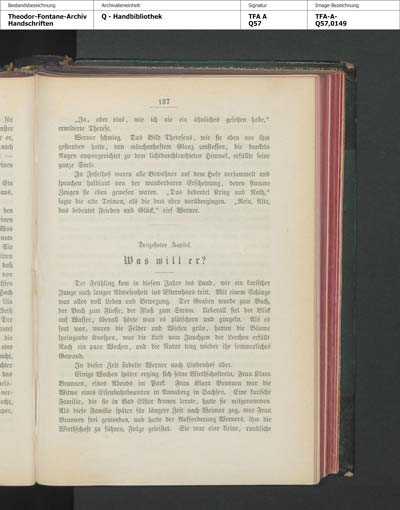 Bestandsbezeichnung
Archivalieneinheit
Signatur
Image-Bezeichnung
Theodor-Fontane-Archiv
Handschriften
Q - Handbibliothek
TFA A
Q57
TFA-A-
Q57,0149
137
„Ja, aber eins, wie ich nie ein ähnliches gesehen habe,“
erwiderte Therese.
Werner schwieg. Das Bild Theresens, wie sie eben vor ihm
gestanden hatte, von märchenhaftem Glanz umflossen, die dunkeln
Augen emporgerichtet zu dem lichtdurchleuchteten Himmel, erfüllte seine
ganze Seele.
Im Inselhof waren alle Bewohner auf dem Hofe versammelt und
sprachen halblaut von der wunderbaren Erscheinung, deren stumme
Zeugen sie eben gewesen waren. „Das bedeutet Krieg und Noth,“
sagte die alte Trinen, als die drei eben vorübergingen. „Nein, Alte,
das bedeutet Frieden und Glück,“ rief Werner.
Dreizehntes Kapitel.
Was will er?
Der Frühling kam in diesem Jahre ins Land, wie ein lustischer
Junge nach langer Abwesenheit ins Elternhaus tritt. Mit einem Schlage
war alles voll Leben und Bewegung. Der Graben wurde zum Bach,
der Bach zum Flusse, der Fluß zum Strom. Ueberall fiel der Blick
auf Wasser, überall hörte man es plätschern und gurgeln. Als es
fort war, waren die Felder und Wiesen grün, hatten die Bäume
springende Knospen, war die Luft vom Jauchzen der Lerchen erfüllt
Noch ein paar Wochen, und die Natur trug wieder ihr sommerliches
Gewand.
In dieser Zeit siedelte Werner nach Lindenhof über.
Einige Wochen später erging sich seine Wirthschafterin, Frau Klara
Brunnen, eines Abends im Park. Frau Klara Brunnen war die
Witwe eines Eisenbahnbeamten in Annaberg in Sachsen. Eine kurische
Familie, die sie in Bad Elster kennen lernte, hatte sie mitgenommen.
Als diese Familie später für längere Zeit nach Weimar zog, war Frau
Brunnen frei geworden, und hatte der Aufforderung Werners, ihm die
Wirthschaft zu führen, Folge geleistet. Sie war eine kleine, rundliche